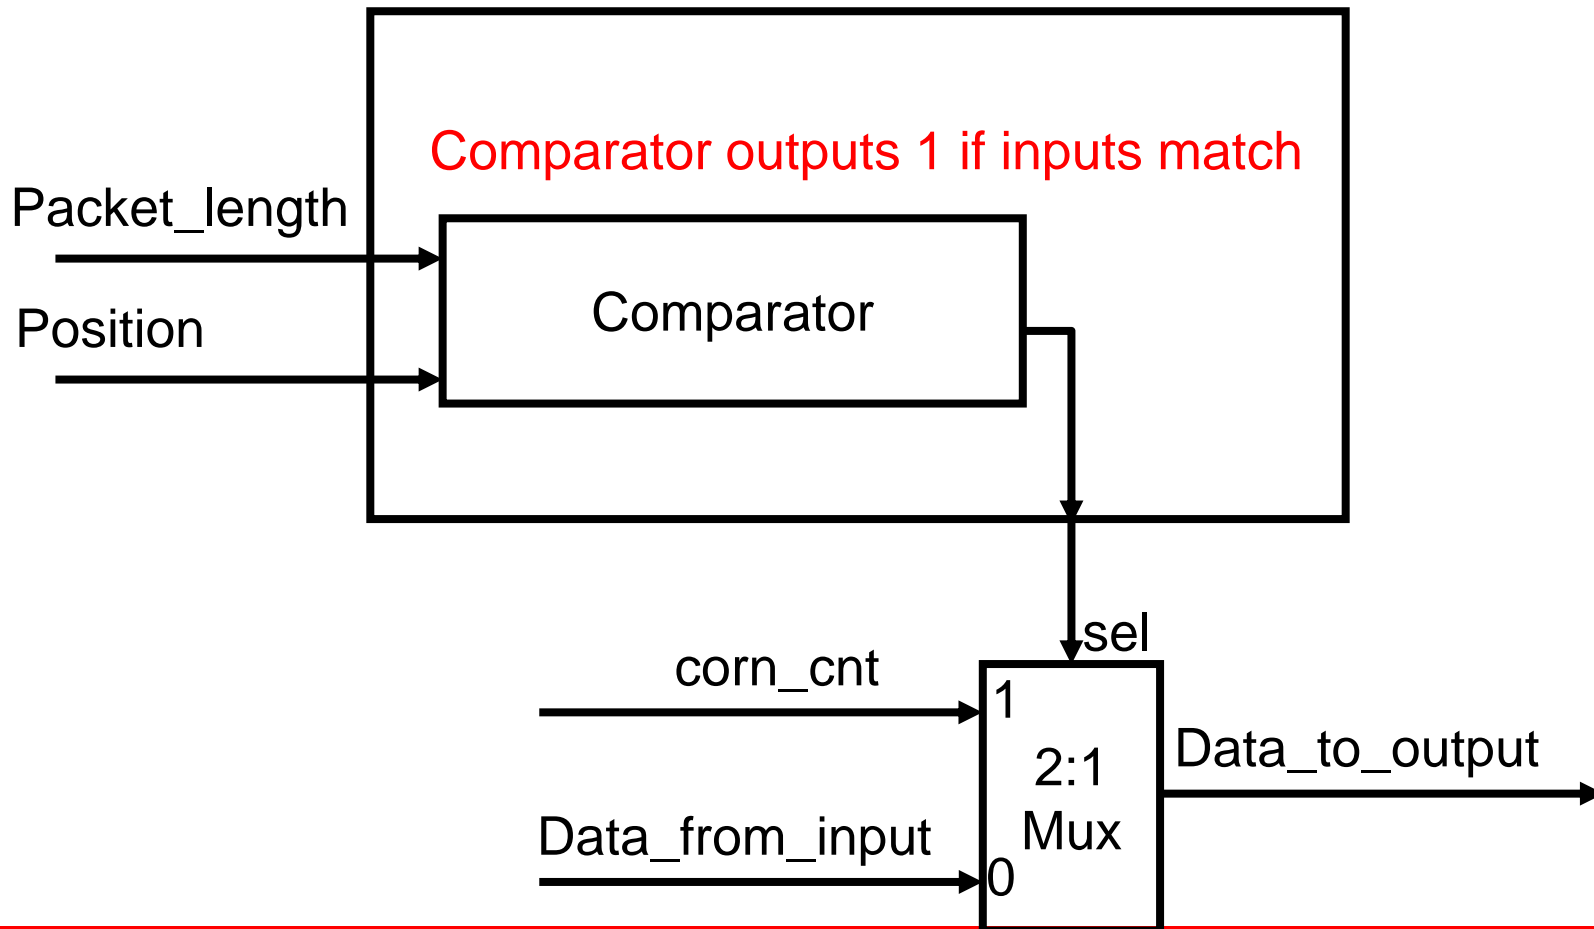 Comparator outputs 1 if inputs match
Packet_length
Comparator
Position
sel
corn_cnt
1
2:1
Mux
Data_to_output
Data_from_input
0